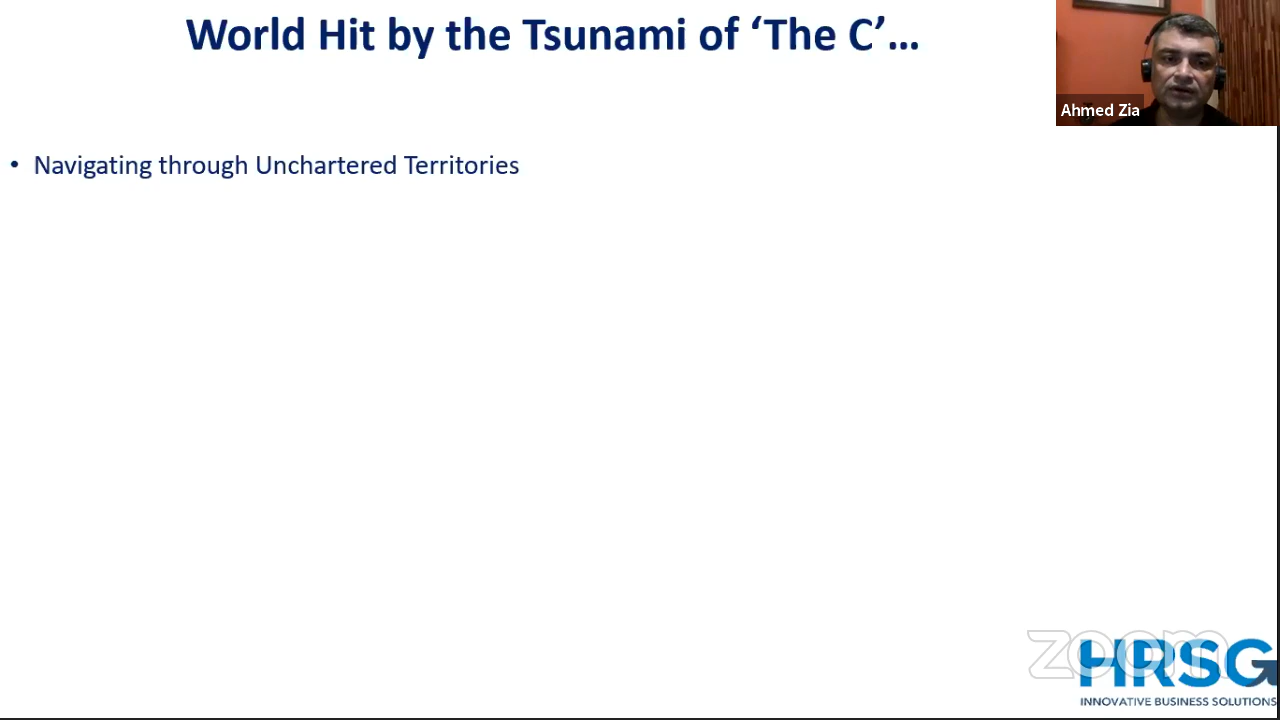 World Hit by the Tsunami of ‘The C’…
Ahmed Zia
• Navigating through Unchartered Territories
zoom
HRSG
INNOVATIVE BUSINESS SOLUTIONS